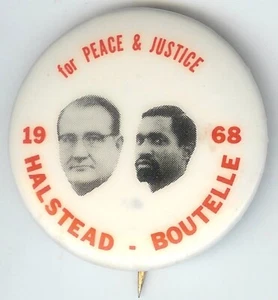 for PEACE & JUSTICE
19 68
HALSTEAD - BOUTELLE